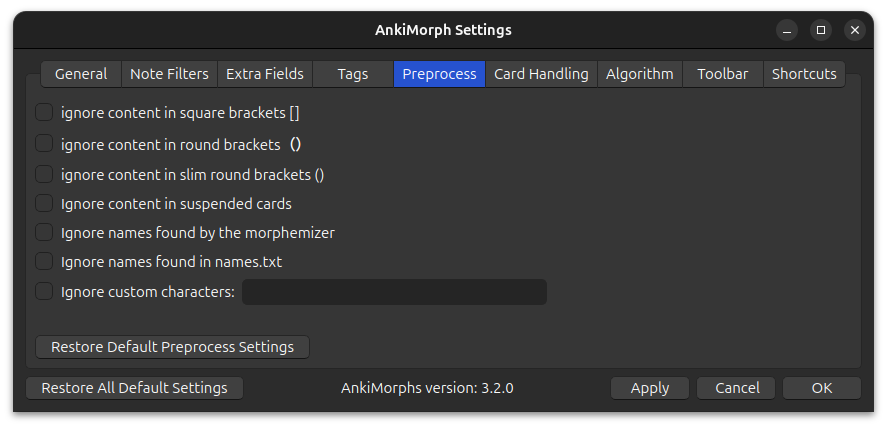 AnkiMorph Settings
General Note Filters Extra Fields Tags Preprocess Card Handling Algorithm Toolbar Shortcuts
ignore content in square brackets []
ignore content in round brackets （）
ignore content in slim round brackets ()
Ignore content in suspended cards
Ignore names found by the morphemizer
Ignore names found in names.txt
Ignore custom characters:
Restore Default Preprocess Settings
Restore All Default Settings AnkiMorphs version: 3.2.0 Apply Cancel OK